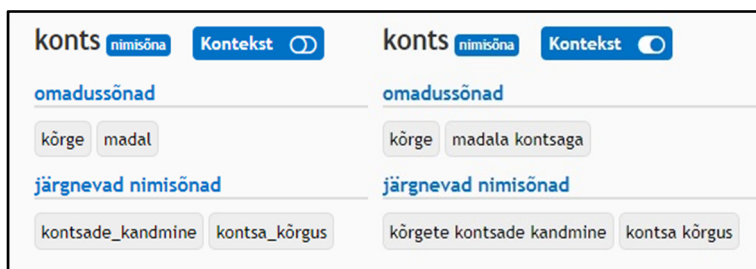 konts nimisõna Kontekst
omadussõnad
kõrge madal
järgnevad nimisõnad
kontsade_kandmine kontsa_kõrgus
konts nimisõna Kontekst
omadussõnad
kõrge madala kontsaga
järgnevad nimisõnad
kõrgete kontsade kandmine kontsa kõrgus